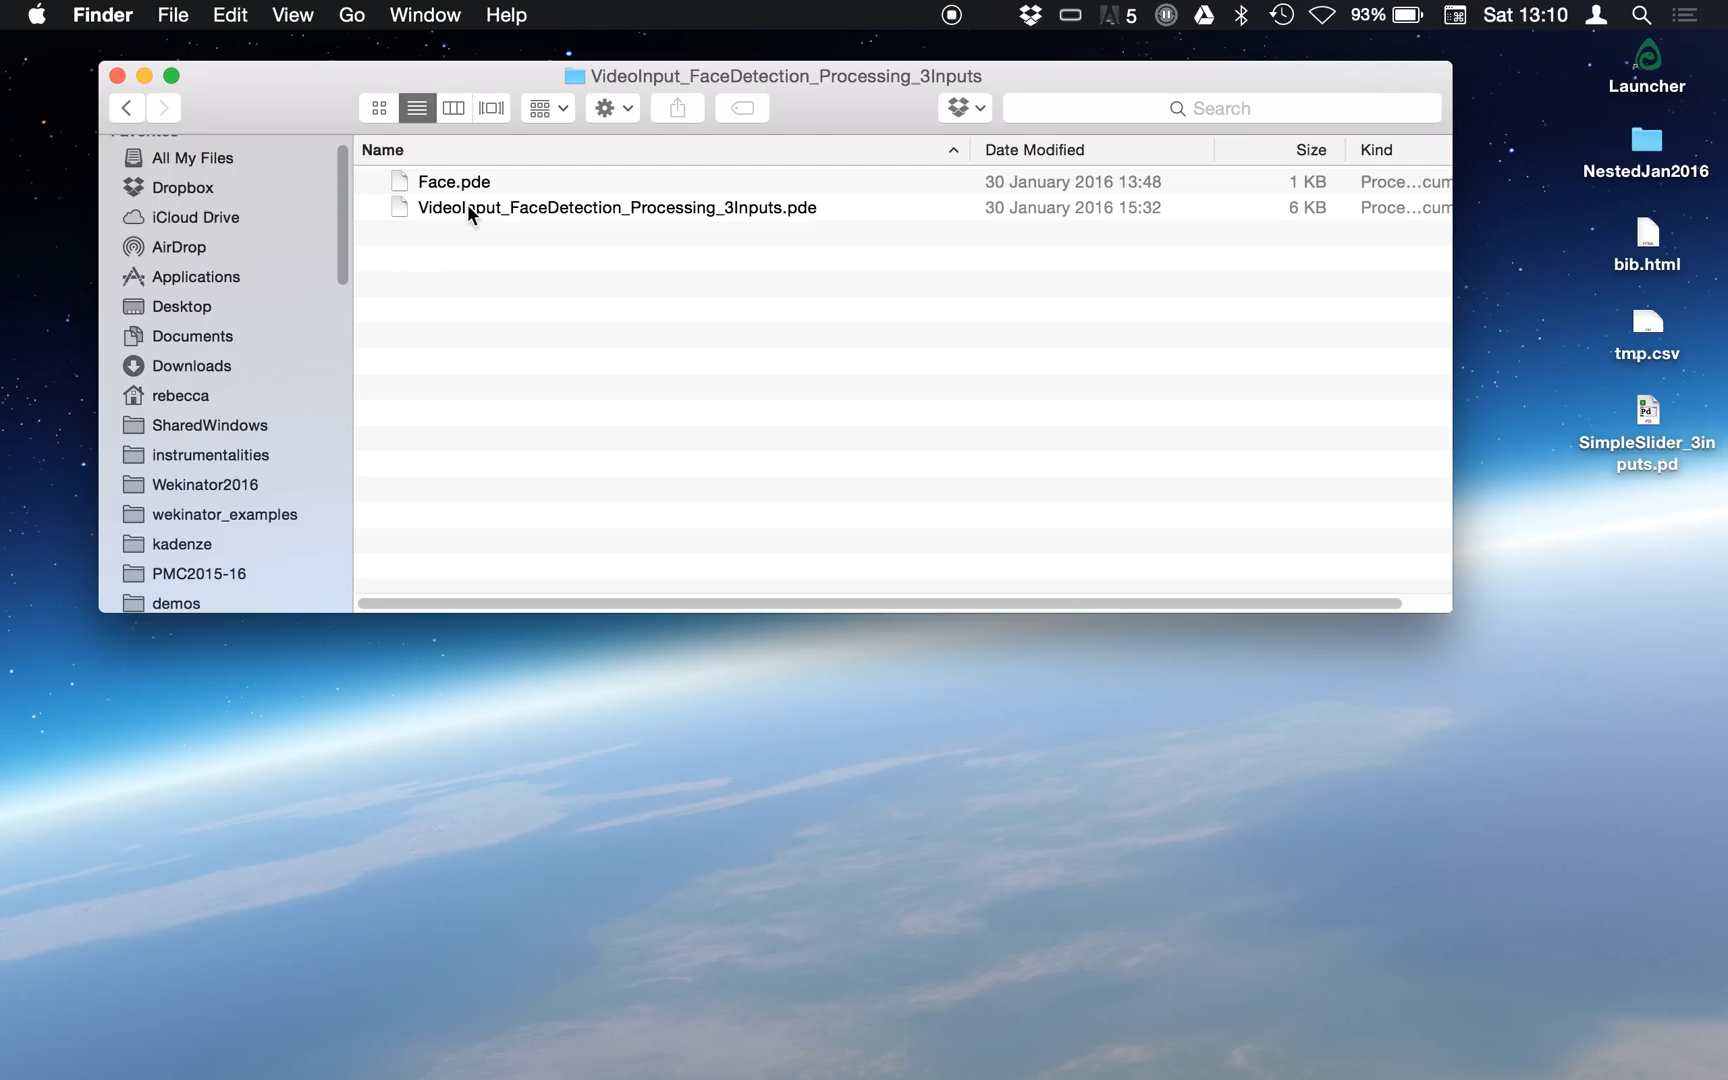 Finder File Edit View Go Window Help 5 93% Sat 13:10
VideoInput_FaceDetection_Processing_3Inputs
Search
Name Date Modified Size Kind
All My Files
Dropbox
iCloud Drive
AirDrop
Applications
Desktop
Documents
Downloads
rebecca
SharedWindows
instrumentalities
Wekinator2016
wekinator_examples
kadenze
PMC2015-16
demos
Face.pde 30 January 2016 13:48 1 KB Proce...cum
VideoInput_FaceDetection_Processing_3Inputs.pde 30 January 2016 15:32 6 KB Proce...cum
Launcher
NestedJan2016
bib.html
tmp.csv
Pd
SimpleSlider_3in
puts.pd